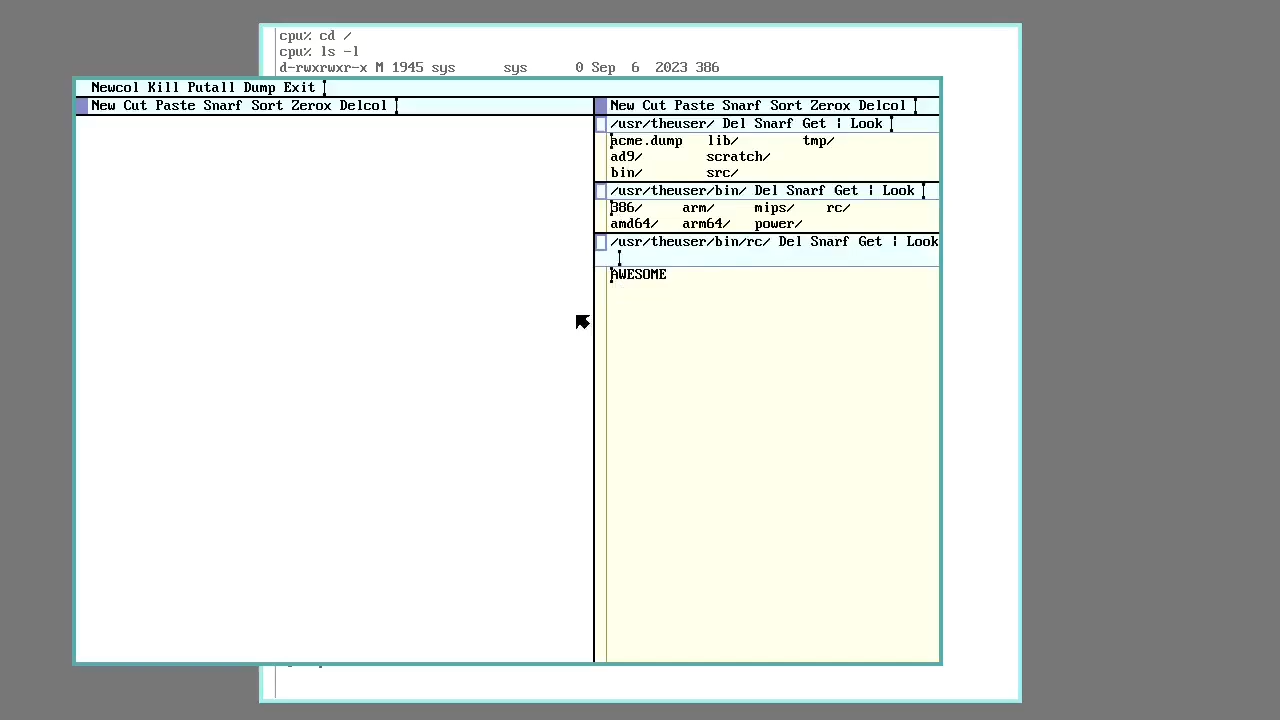 cpu% cd /
cpu% ls -l
d-rwxrwxr-x M 1945 sys      sys      0 Sep  6  2023 386
Newcol Kill Putall Dump Exit
New Cut Paste Snarf Sort Zerox Delcol
New Cut Paste Snarf Sort Zerox Delcol
/usr/theuser/ Del Snarf Get | Look
acme.dump   lib/        tmp/
ad9/        scratch/
bin/        src/
/usr/theuser/bin/ Del Snarf Get | Look
386/     arm/     mips/    rc/
amd64/   arm64/   power/
/usr/theuser/bin/rc/ Del Snarf Get | Look
AWESOME